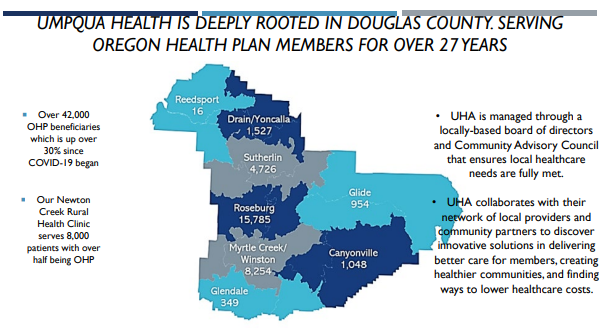 UMPQUA HEALTH IS DEEPLY ROOTED IN DOUGLAS COUNTY. SERVING
OREGON HEALTH PLAN MEMBERS FOR OVER 27 YEARS
Over 42,000
OHP beneficiaries
which is up over
30% since
COVID-19 began
Our Newton
Creek Rural
Health Clinic
serves 8,000
patients with over
half being OHP
Reedsport
16
Drain/Yoncalla
1,527
Sutherlin
4,726
Glide
954
Roseburg
15,785
Myrtle Creek/
Winston
8,254
Canyonville
1,048
Glendale
349
• UHA is managed through a
locally-based board of directors
and Community Advisory Council
that ensures local healthcare
needs are fully met.
• UHA collaborates with their
network of local providers and
community partners to discover
innovative solutions in delivering
better care for members, creating
healthier communities, and finding
ways to lower healthcare costs.